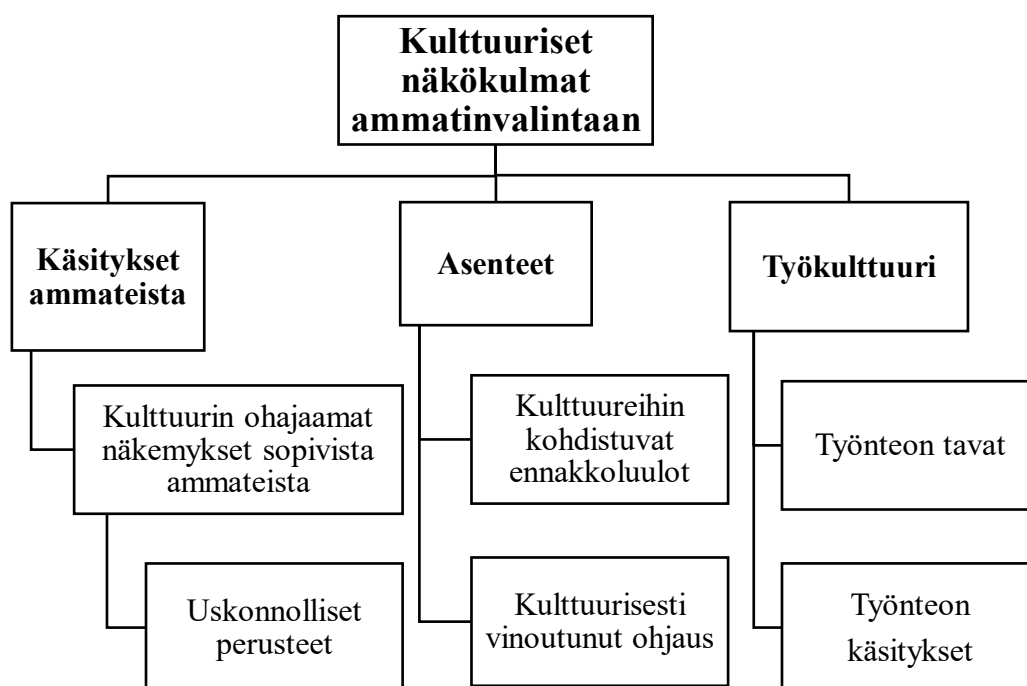 Kulttuuriset
näkökulmat
ammatinvalintaan
Käsitykset
ammateista
Asenteet
Työkulttuuri
Kulttuurin ohajaamat
näkemykset sopivista
ammateista
Kulttuureihin
kohdistuvat
ennakkoluulot
Työnteon tavat
Uskonnolliset
perusteet
Kulttuurisesti
vinoutunut ohjaus
Työnteon
käsitykset